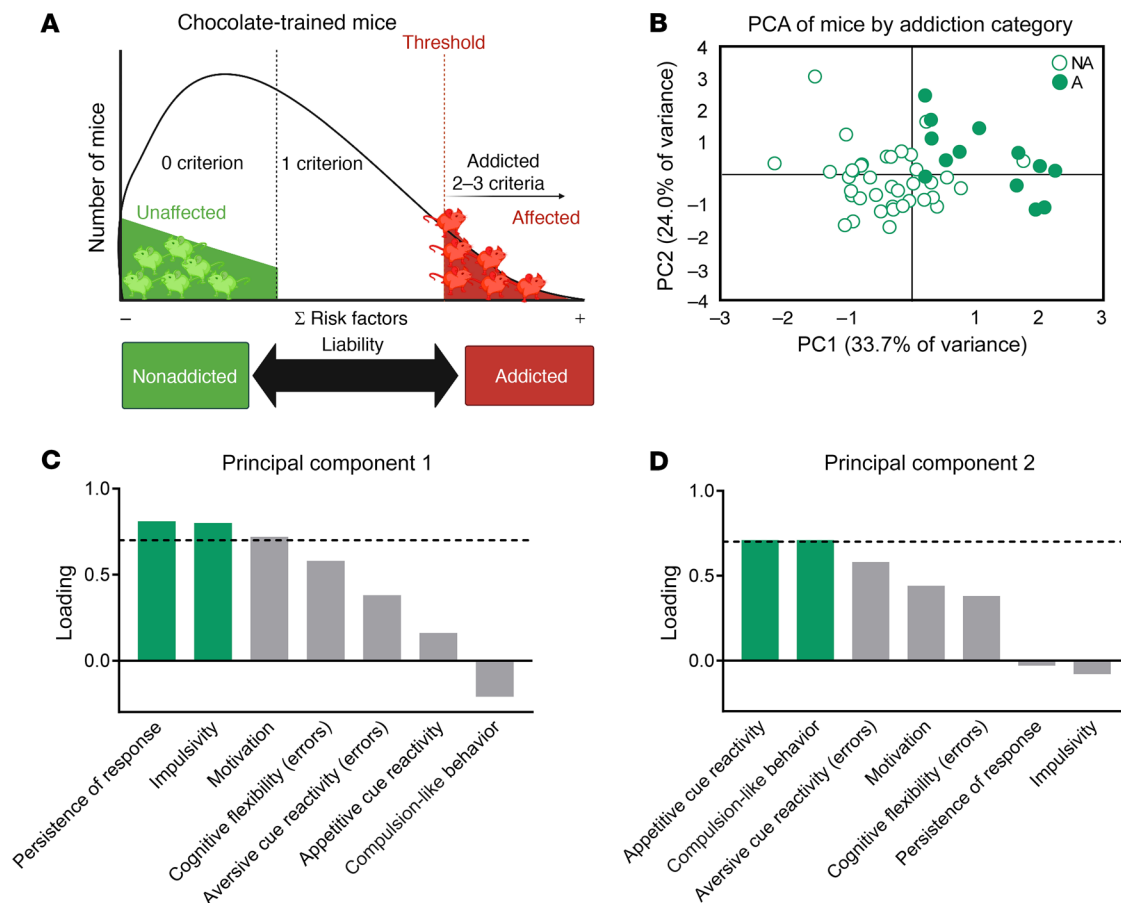 A
Chocolate-trained mice
Threshold
Number of mice
0 criterion
1 criterion
Addicted
2–3 criteria
Unaffected
Affected
–
Σ Risk factors
+
Liability
Nonaddicted
Addicted
B
PCA of mice by addiction category
NA
A
4
3
2
1
0
–1
–2
–3
–4
PC2 (24.0% of variance)
–3
–2
–1
0
1
2
3
PC1 (33.7% of variance)
C
Principal component 1
1.0
0.5
0.0
Loading
Persistence of response
Impulsivity
Motivation
Cognitive flexibility (errors)
Aversive cue reactivity (errors)
Appetitive cue reactivity
Compulsion-like behavior
D
Principal component 2
1.0
0.5
0.0
Loading
Appetitive cue reactivity
Compulsion-like behavior
Aversive cue reactivity (errors)
Motivation
Cognitive flexibility (errors)
Persistence of response
Impulsivity